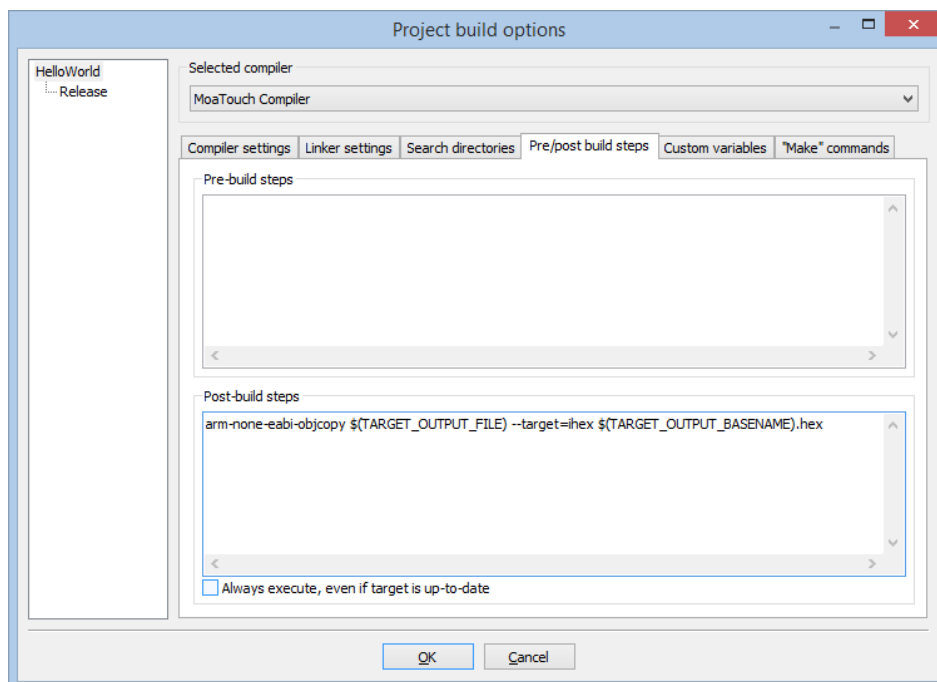 Project build options
HelloWorld
Release
Selected compiler
MoaTouch Compiler
Compiler settings
Linker settings
Search directories
Pre/post build steps
Custom variables
"Make" commands
Pre-build steps
Post-build steps
arm-none-eabi-objcopy $(TARGET_OUTPUT_FILE) --target=ihex $(TARGET_OUTPUT_BASENAME).hex
Always execute, even if target is up-to-date
OK
Cancel